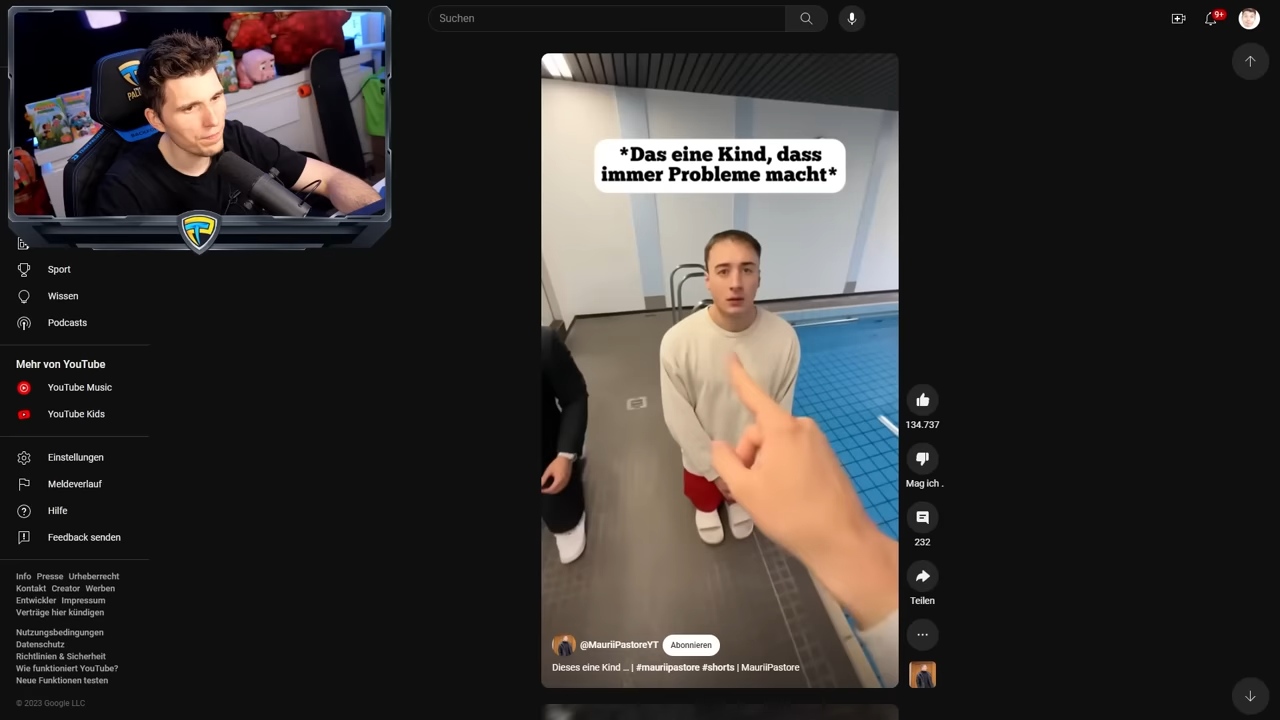 Suchen
9+
*Das eine Kind, dass
immer Probleme macht*
Sport
Wissen
Podcasts
Mehr von YouTube
YouTube Music
YouTube Kids
Einstellungen
Meldeverlauf
Hilfe
Feedback senden
Info Presse Urheberrecht
Kontakt Creator Werben
Entwickler Impressum
Verträge hier kündigen
Nutzungsbedingungen
Datenschutz
Richtlinien & Sicherheit
Wie funktioniert YouTube?
Neue Funktionen testen
© 2023 Google LLC
134.737
Mag ich .
232
Teilen
@MauriiPastoreYT Abonnieren
Dieses eine Kind ... | #mauriipastore #shorts | MauriiPastore